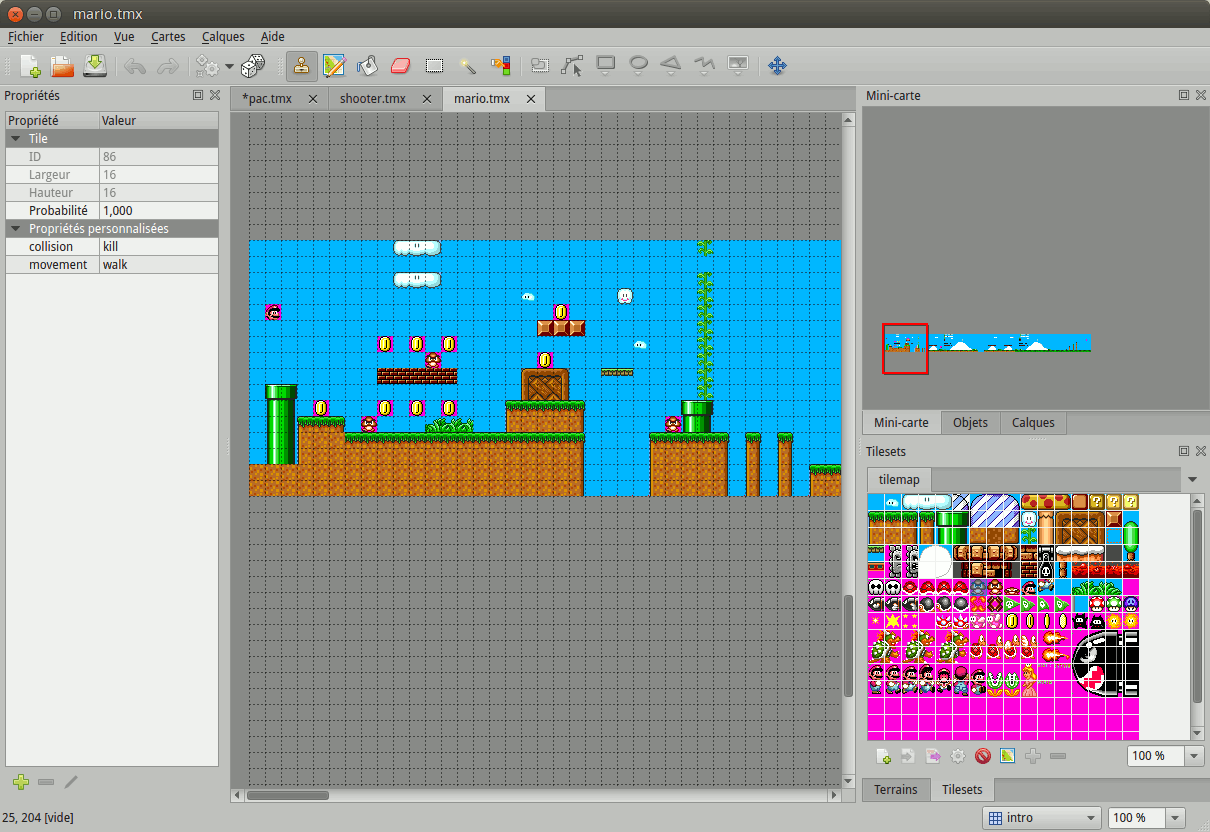 mario.tmx
Fichier Edition Vue Cartes Calques Aide
Propriétés
Propriété Valeur
Tile
ID 86
Largeur 16
Hauteur 16
Probabilité 1,000
Propriétés personnalisées
collision kill
movement walk
*pac.tmx shooter.tmx mario.tmx
Mini-carte
Mini-carte Objets Calques
Tilesets
tilemap
100 %
Terrains Tilesets
25, 204 [vide]
intro 100 %